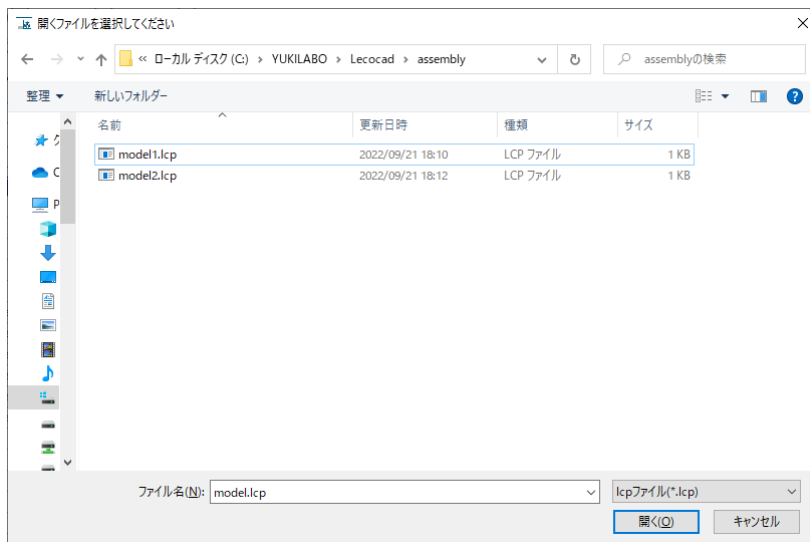 開くファイルを選択してください
« ローカル ディスク (C:) › YUKILABO › Lecocad › assembly
assemblyの検索
整理 新しいフォルダー
名前 更新日時 種類 サイズ
model1.lcp 2022/09/21 18:10 LCP ファイル 1 KB
model2.lcp 2022/09/21 18:12 LCP ファイル 1 KB
ク
C
P
ファイル名(N): model.lcp lcpファイル(*.lcp)
開く(O) キャンセル